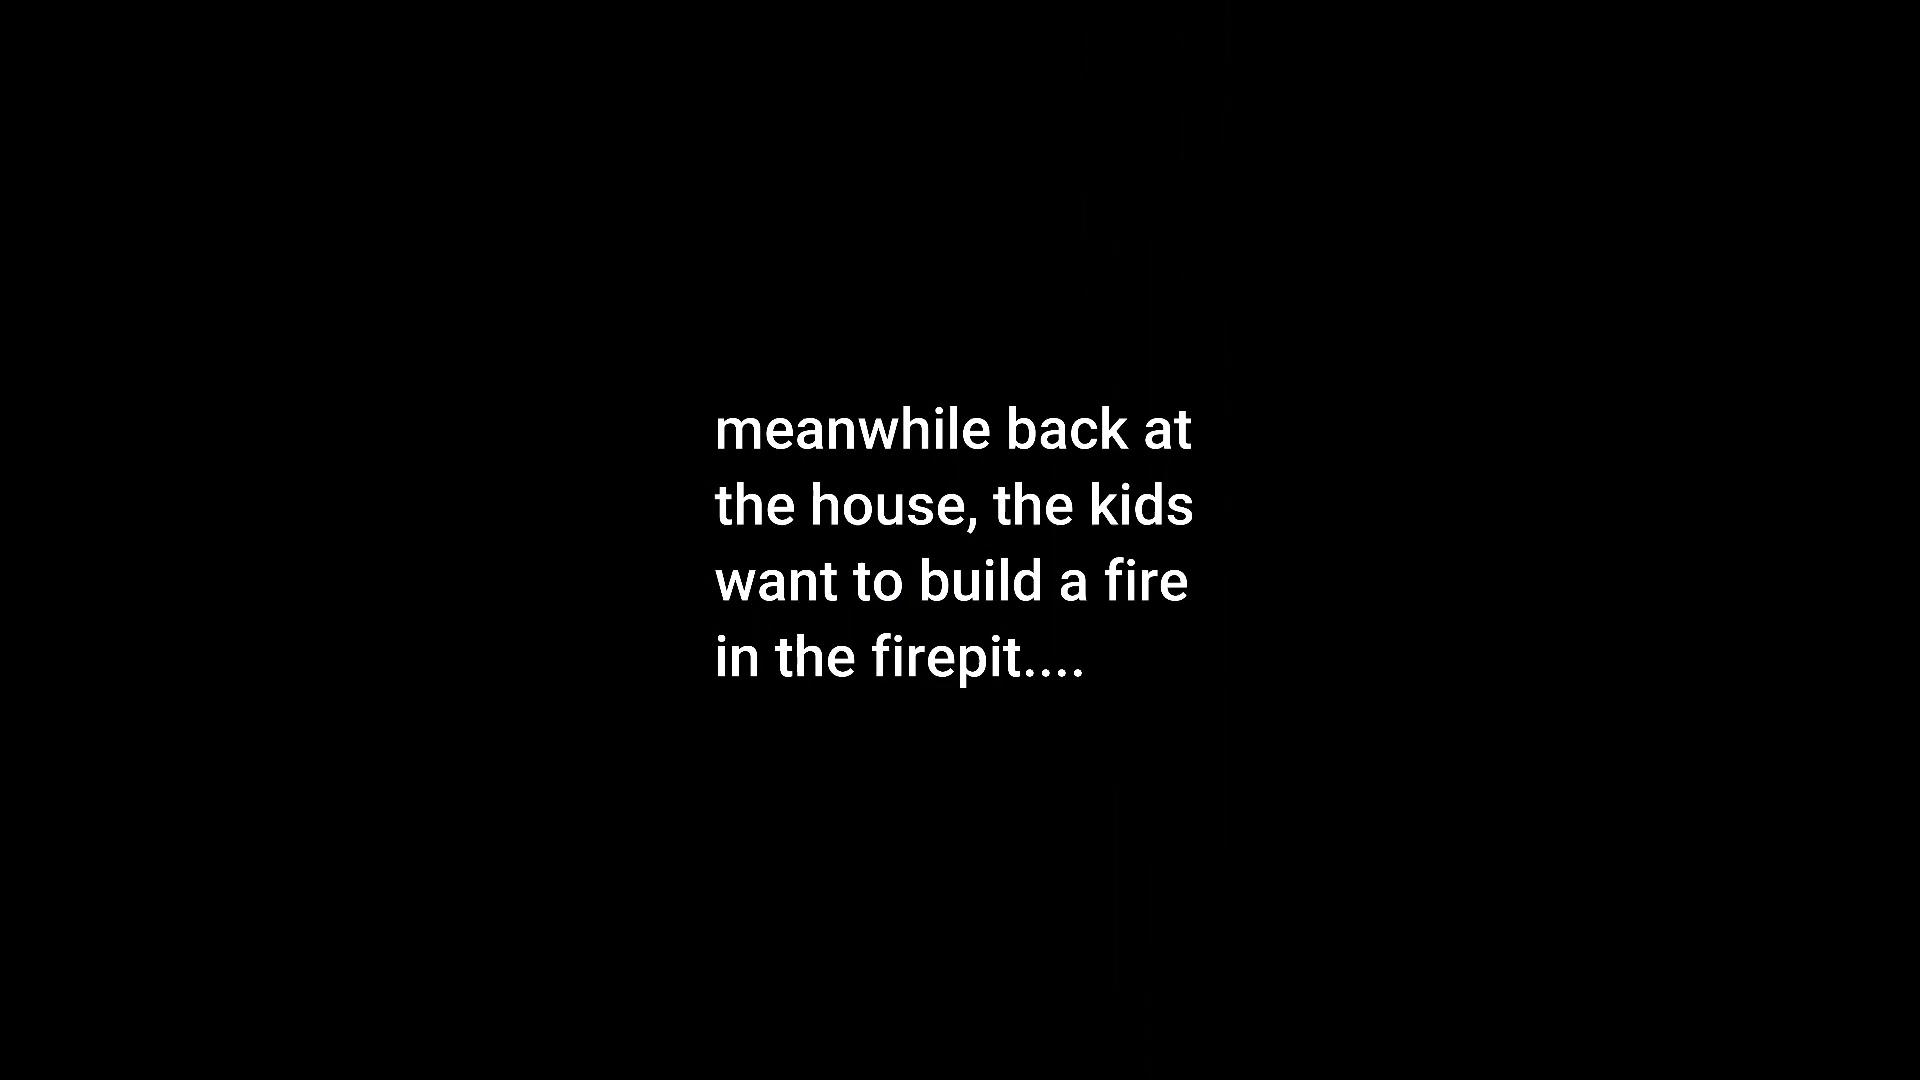 meanwhile back at
the house, the kids
want to build a fire
in the firepit....